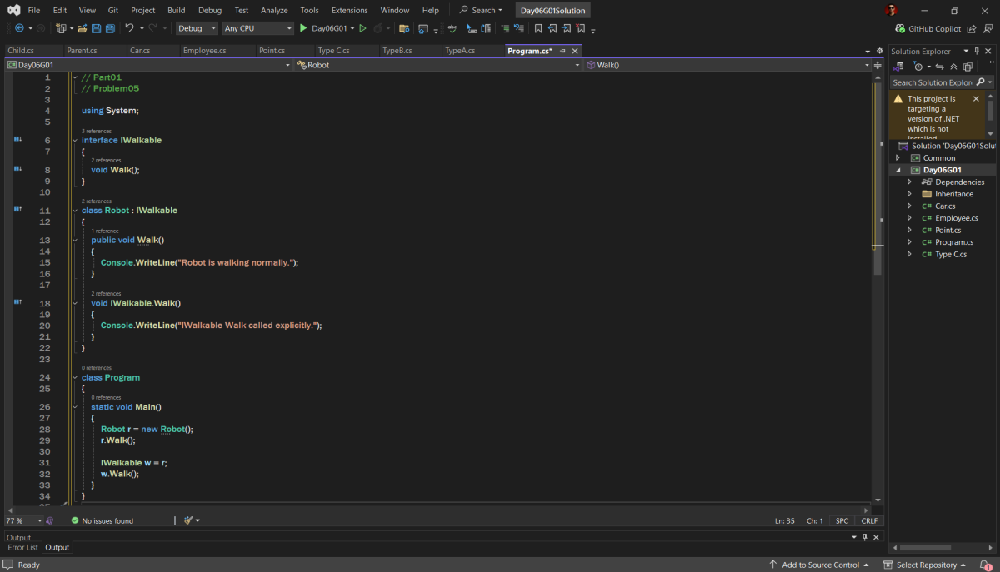 File Edit View Git Project Build Debug Test Analyze Tools Extensions Window Help Search Day06G01Solution
Debug Any CPU Day06G01 GitHub Copilot
Child.cs Parent.cs Car.cs Employee.cs Point.cs Type C.cs TypeB.cs TypeA.cs Program.cs*
Day06G01 Robot Walk()
1 // Part01
2 // Problem05
3
4 using System;
5
3 references
6 interface IWalkable
7 {
2 references
8 void Walk();
9 }
10
2 references
11 class Robot : IWalkable
12 {
1 reference
13 public void Walk()
14 {
15 Console.WriteLine("Robot is walking normally.");
16 }
17
2 references
18 void IWalkable.Walk()
19 {
20 Console.WriteLine("IWalkable Walk called explicitly.");
21 }
22 }
23
0 references
24 class Program
25 {
0 references
26 static void Main()
27 {
28 Robot r = new Robot();
29 r.Walk();
30
31 IWalkable w = r;
32 w.Walk();
33 }
34 }
35
77 % No issues found Ln: 35 Ch: 1 SPC CRLF
Output
Error List Output
Ready Add to Source Control Select Repository 1
Solution Explorer
Search Solution Explor
This project is
targeting a
version of .NET
which is not
installed
Solution 'Day06G01Solu
Common
Day06G01
Dependencies
Inheritance
C# Car.cs
C# Employee.cs
C# Point.cs
C# Program.cs
C# Type C.cs